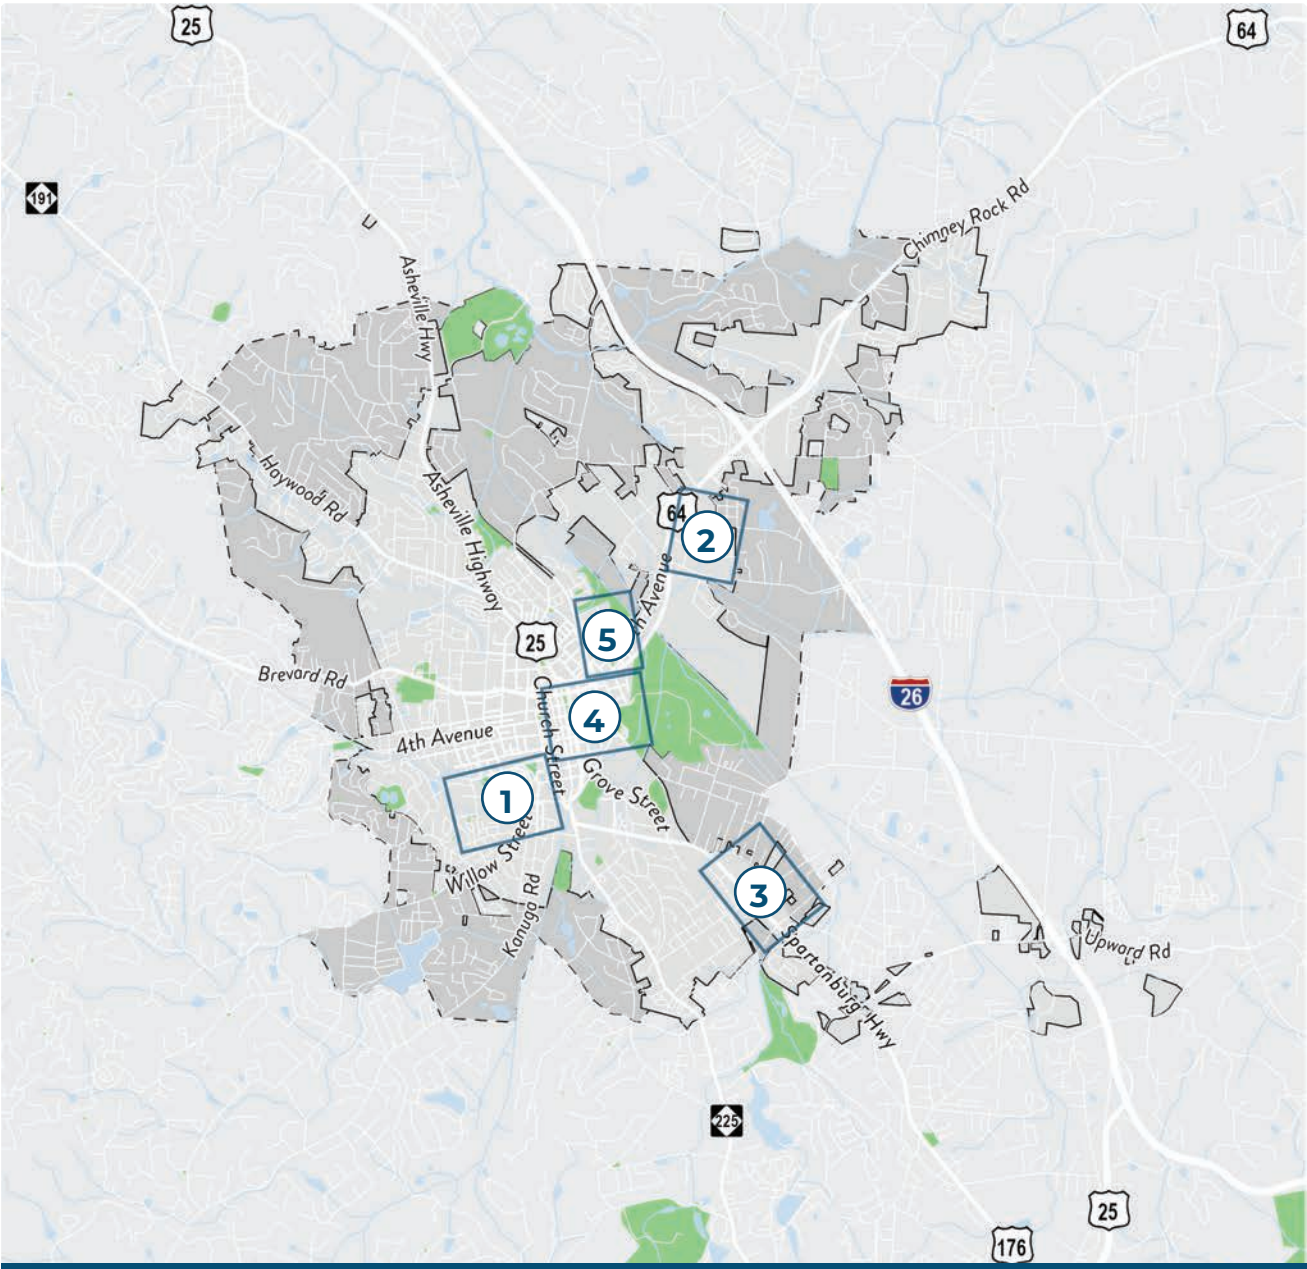 25
64
191
Chimney Rock Rd
Asheville Hwy
Haywood Rd
Asheville Highway
64
2
Avenue
5
25
Brevard Rd
26
Church Street
4
4th Avenue
Grove Street
1
Willow Street
3
Kanuga Rd
Spartanburg Hwy
Upward Rd
225
25
176